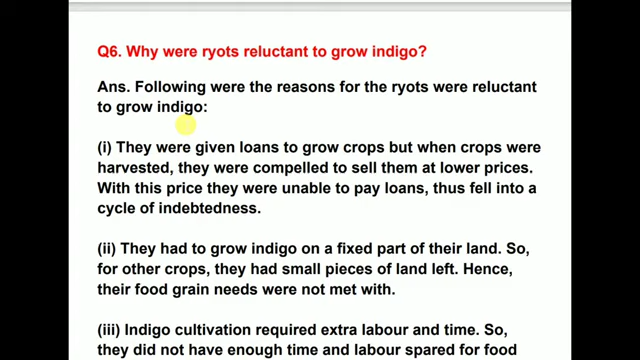 Q6. Why were ryots reluctant to grow indigo?
Ans. Following were the reasons for the ryots were reluctant
to grow indigo:
(i) They were given loans to grow crops but when crops were
harvested, they were compelled to sell them at lower prices.
With this price they were unable to pay loans, thus fell into a
cycle of indebtedness.
(ii) They had to grow indigo on a fixed part of their land. So,
for other crops, they had small pieces of land left. Hence,
their food grain needs were not met with.
(iii) Indigo cultivation required extra labour and time. So,
they did not have enough time and labour spared for food